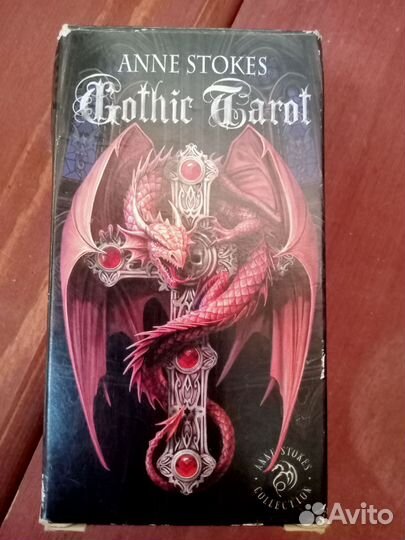 ANNE STOKES
Gothic Tarot
ANNE STOKES
COLLECTION
Avito